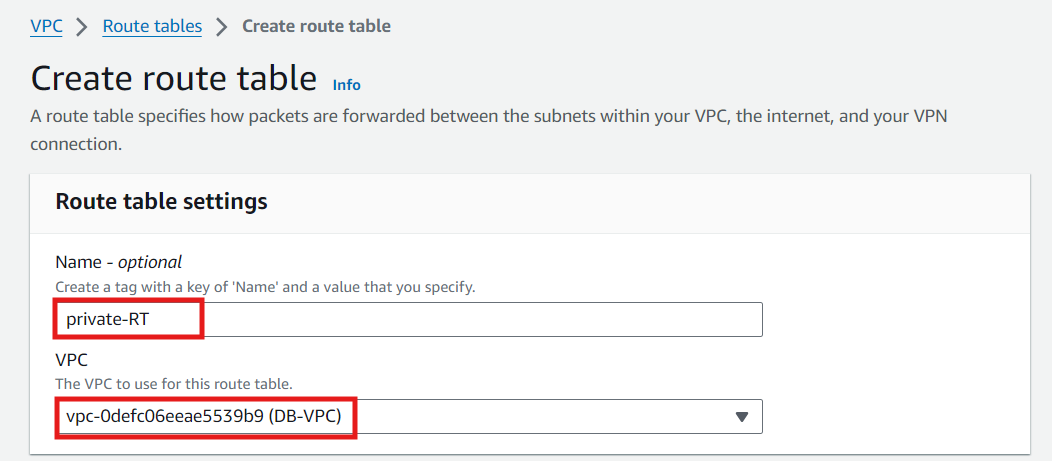 VPC > Route tables > Create route table
Create route table Info
A route table specifies how packets are forwarded between the subnets within your VPC, the internet, and your VPN
connection.
Route table settings
Name - optional
Create a tag with a key of 'Name' and a value that you specify.
private-RT
VPC
The VPC to use for this route table.
vpc-0defc06eeae5539b9 (DB-VPC)